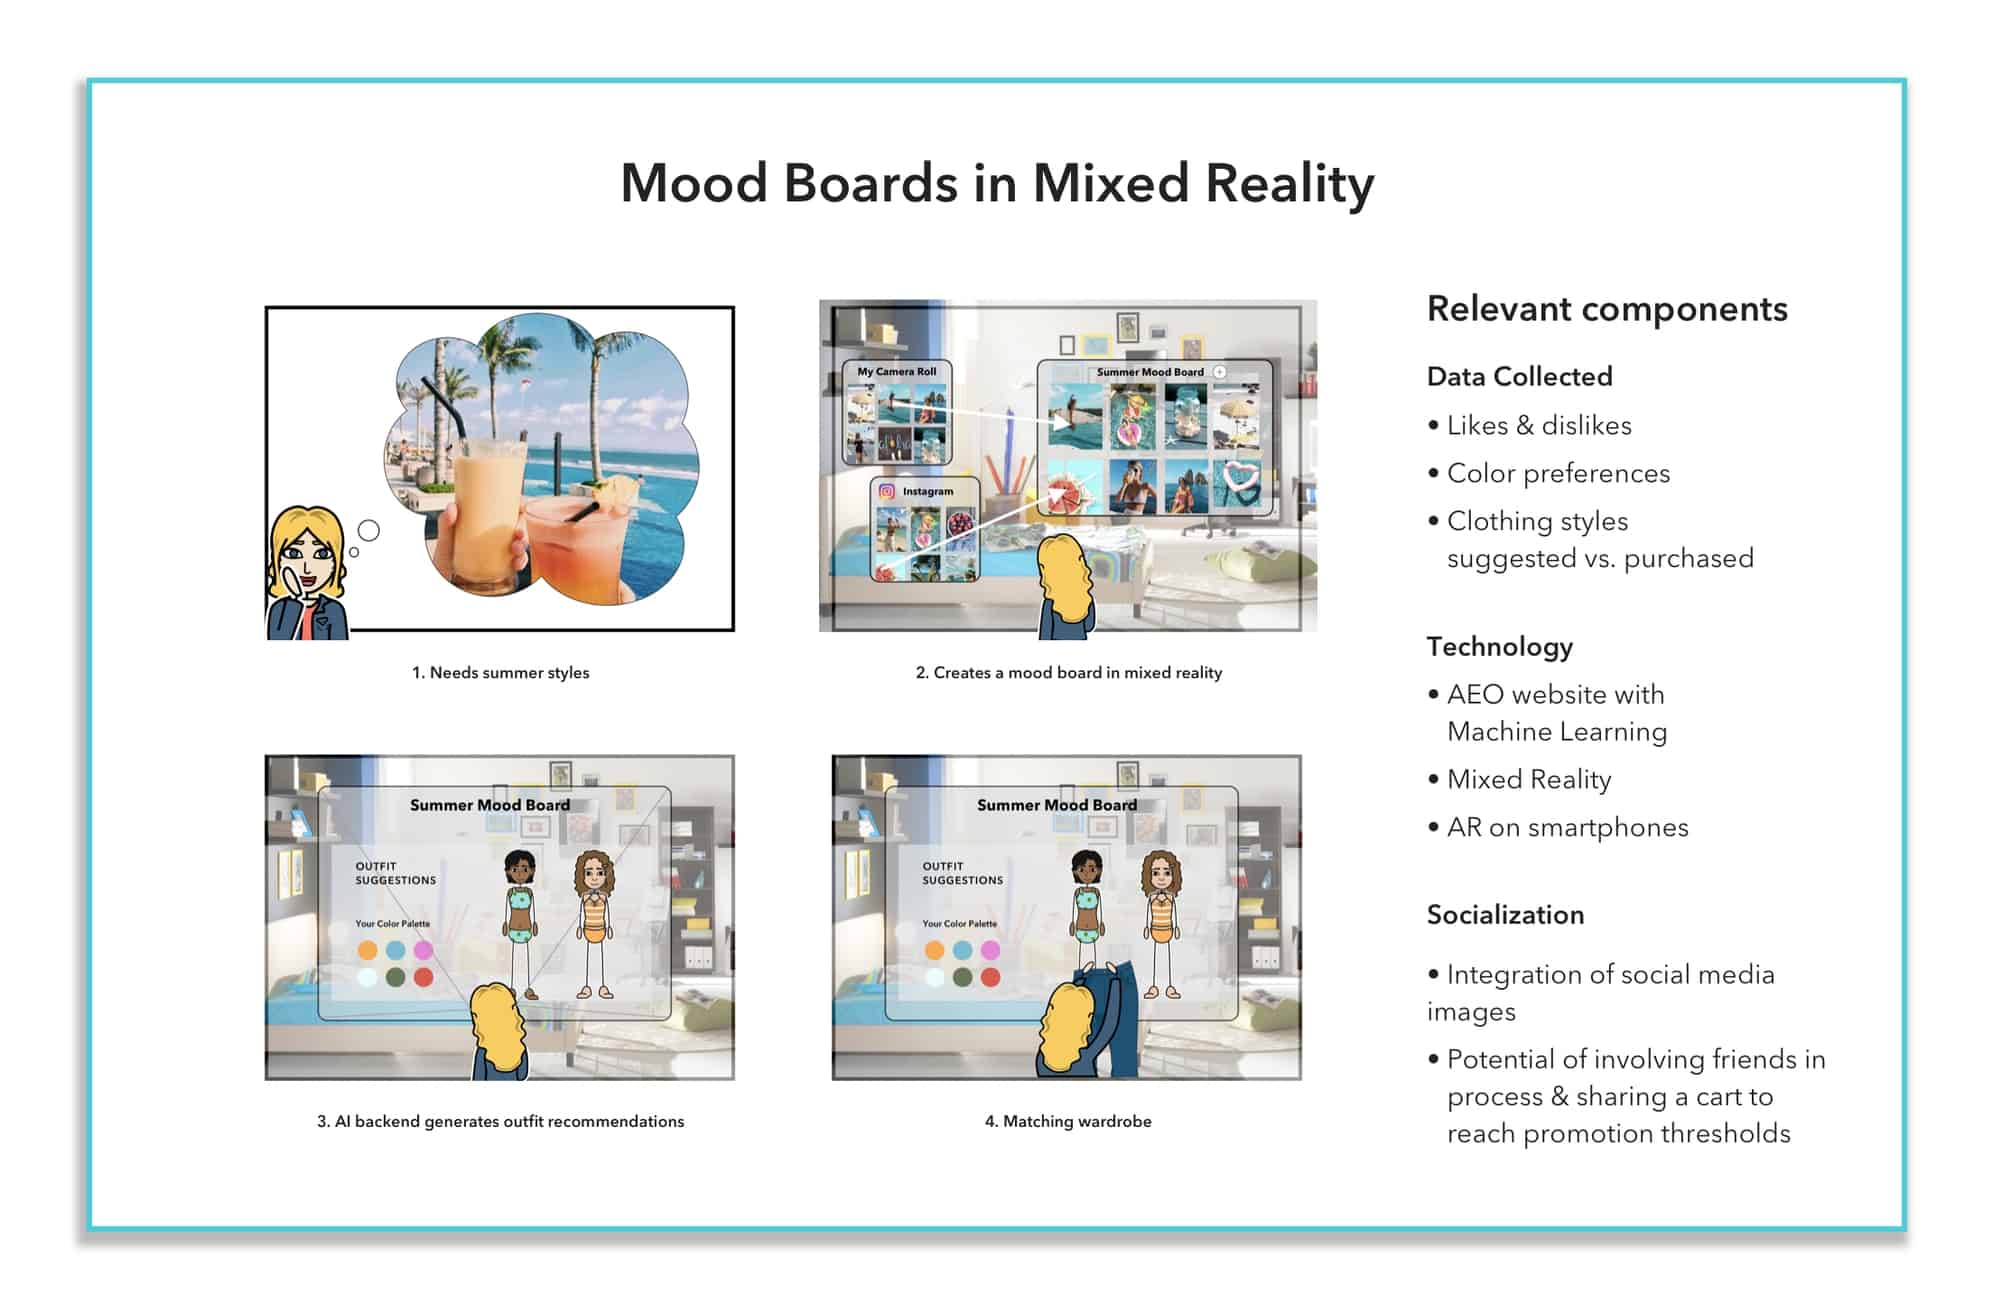 Mood Boards in Mixed Reality
1. Needs summer styles
My Camera Roll
aloha
Instagram
Summer Mood Board +
2. Creates a mood board in mixed reality
Summer Mood Board
OUTFIT
SUGGESTIONS
Your Color Palette
3. AI backend generates outfit recommendations
Summer Mood Board
OUTFIT
SUGGESTIONS
Your Color Palette
4. Matching wardrobe
Relevant components
Data Collected
• Likes & dislikes
• Color preferences
• Clothing styles
suggested vs. purchased
Technology
• AEO website with
Machine Learning
• Mixed Reality
• AR on smartphones
Socialization
• Integration of social media
images
• Potential of involving friends in
process & sharing a cart to
reach promotion thresholds